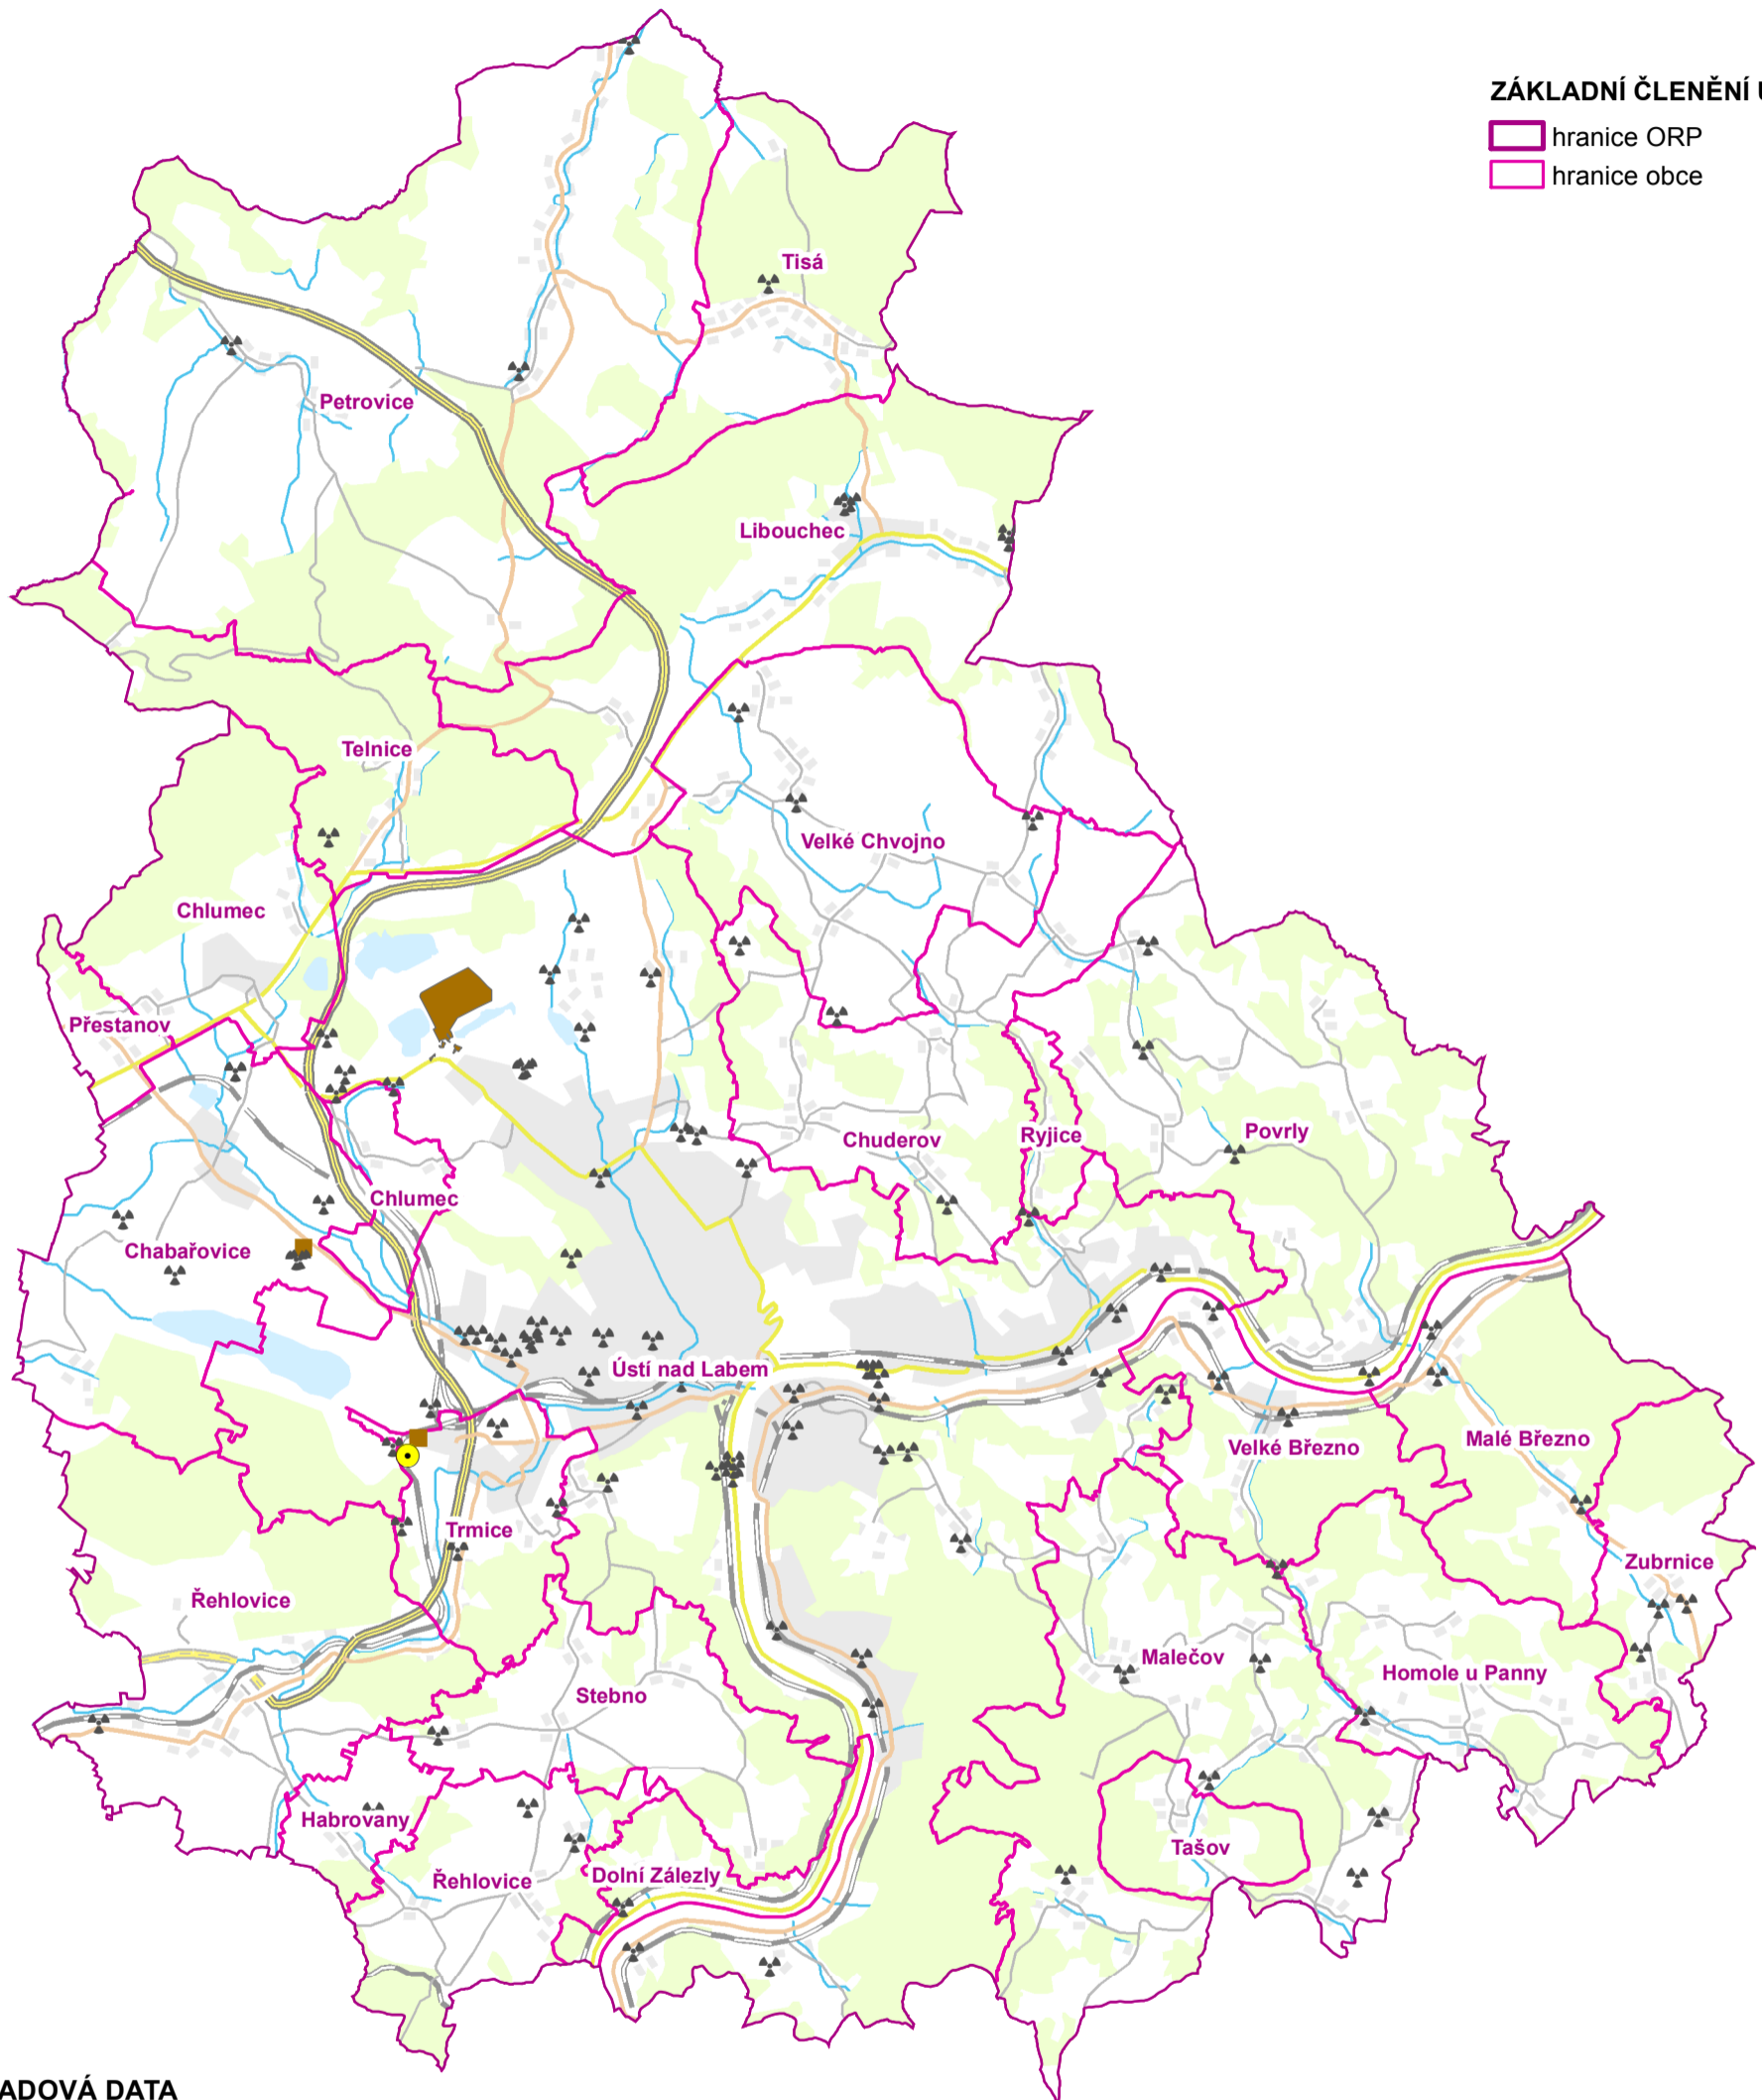 ZÁKLADNÍ ČLENĚNÍ
hranice ORP
hranice obce
Tisá
Petrovice
Libouchec
Telnice
Velké Chvojno
Chlumec
Přestanov
Chuderov
Ryjice
Povrly
Chlumec
Chabařovice
Ústí nad Labem
Velké Březno
Malé Březno
Trmice
Zubrnice
Řehlovice
Malečov
Homole u Panny
Stebno
Habrovany
Tašov
Řehlovice
Dolní Zálezly
ADOVÁ DATA